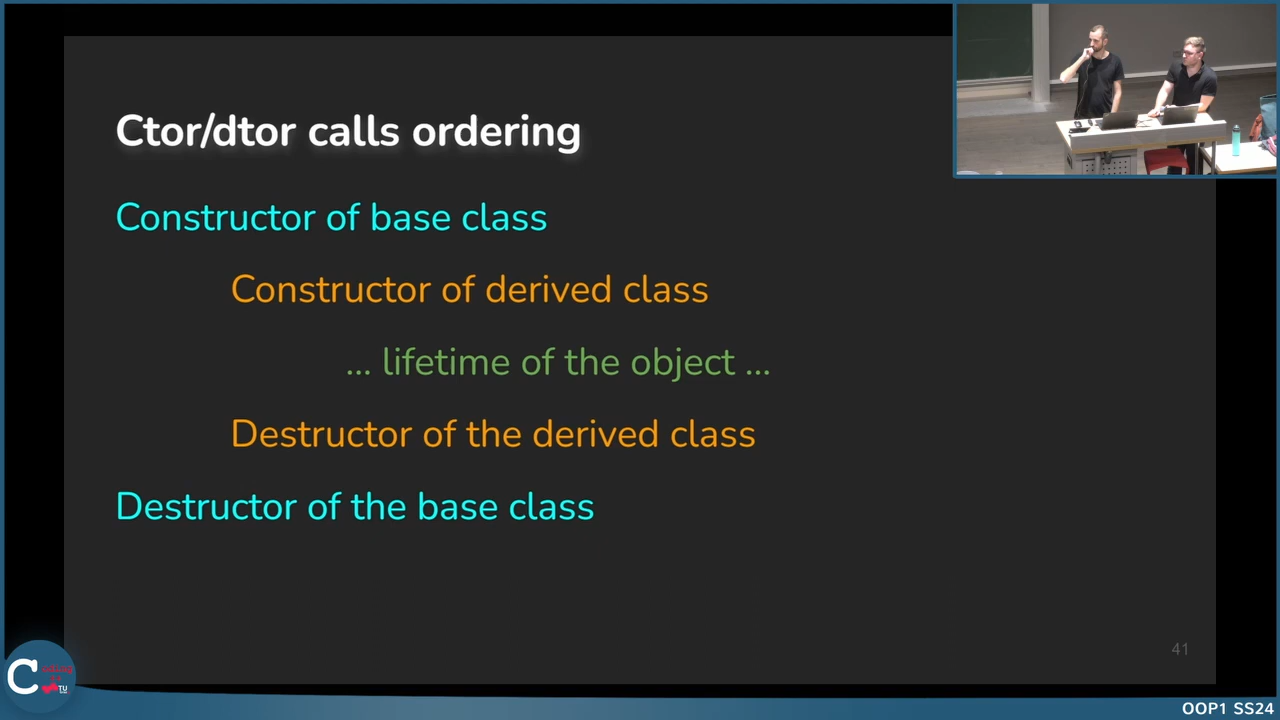 Ctor/dtor calls ordering
Constructor of base class
Constructor of derived class
... lifetime of the object ...
Destructor of the derived class
Destructor of the base class
41
C
TU
OOP1 SS24